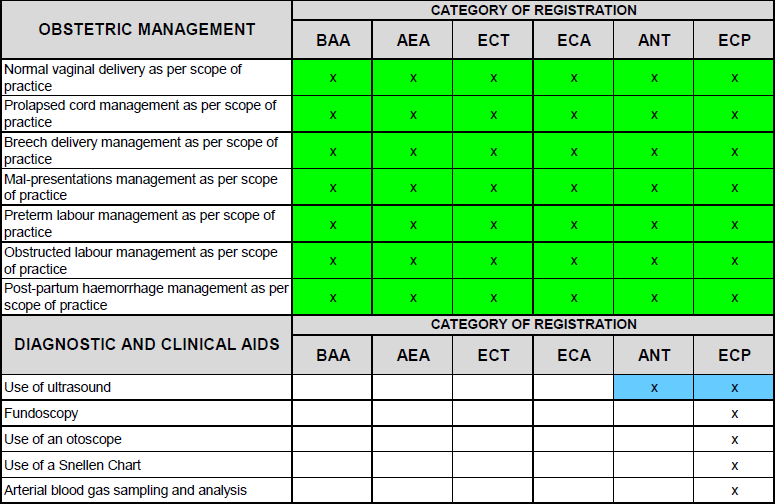 OBSTETRIC MANAGEMENT
CATEGORY OF REGISTRATION
BAA AEA ECT ECA ANT ECP
Normal vaginal delivery as per scope of
practice
x x x x x x
Prolapsed cord management as per scope of
practice
x x x x x x
Breech delivery management as per scope of
practice
x x x x x x
Mal-presentations management as per scope
of practice
x x x x x x
Preterm labour management as per scope of
practice
x x x x x x
Obstructed labour management as per scope
of practice
x x x x x x
Post-partum haemorrhage management as per
scope of practice
x x x x x x
DIAGNOSTIC AND CLINICAL AIDS
CATEGORY OF REGISTRATION
BAA AEA ECT ECA ANT ECP
Use of ultrasound x x
Fundoscopy x
Use of an otoscope x
Use of a Snellen Chart x
Arterial blood gas sampling and analysis x